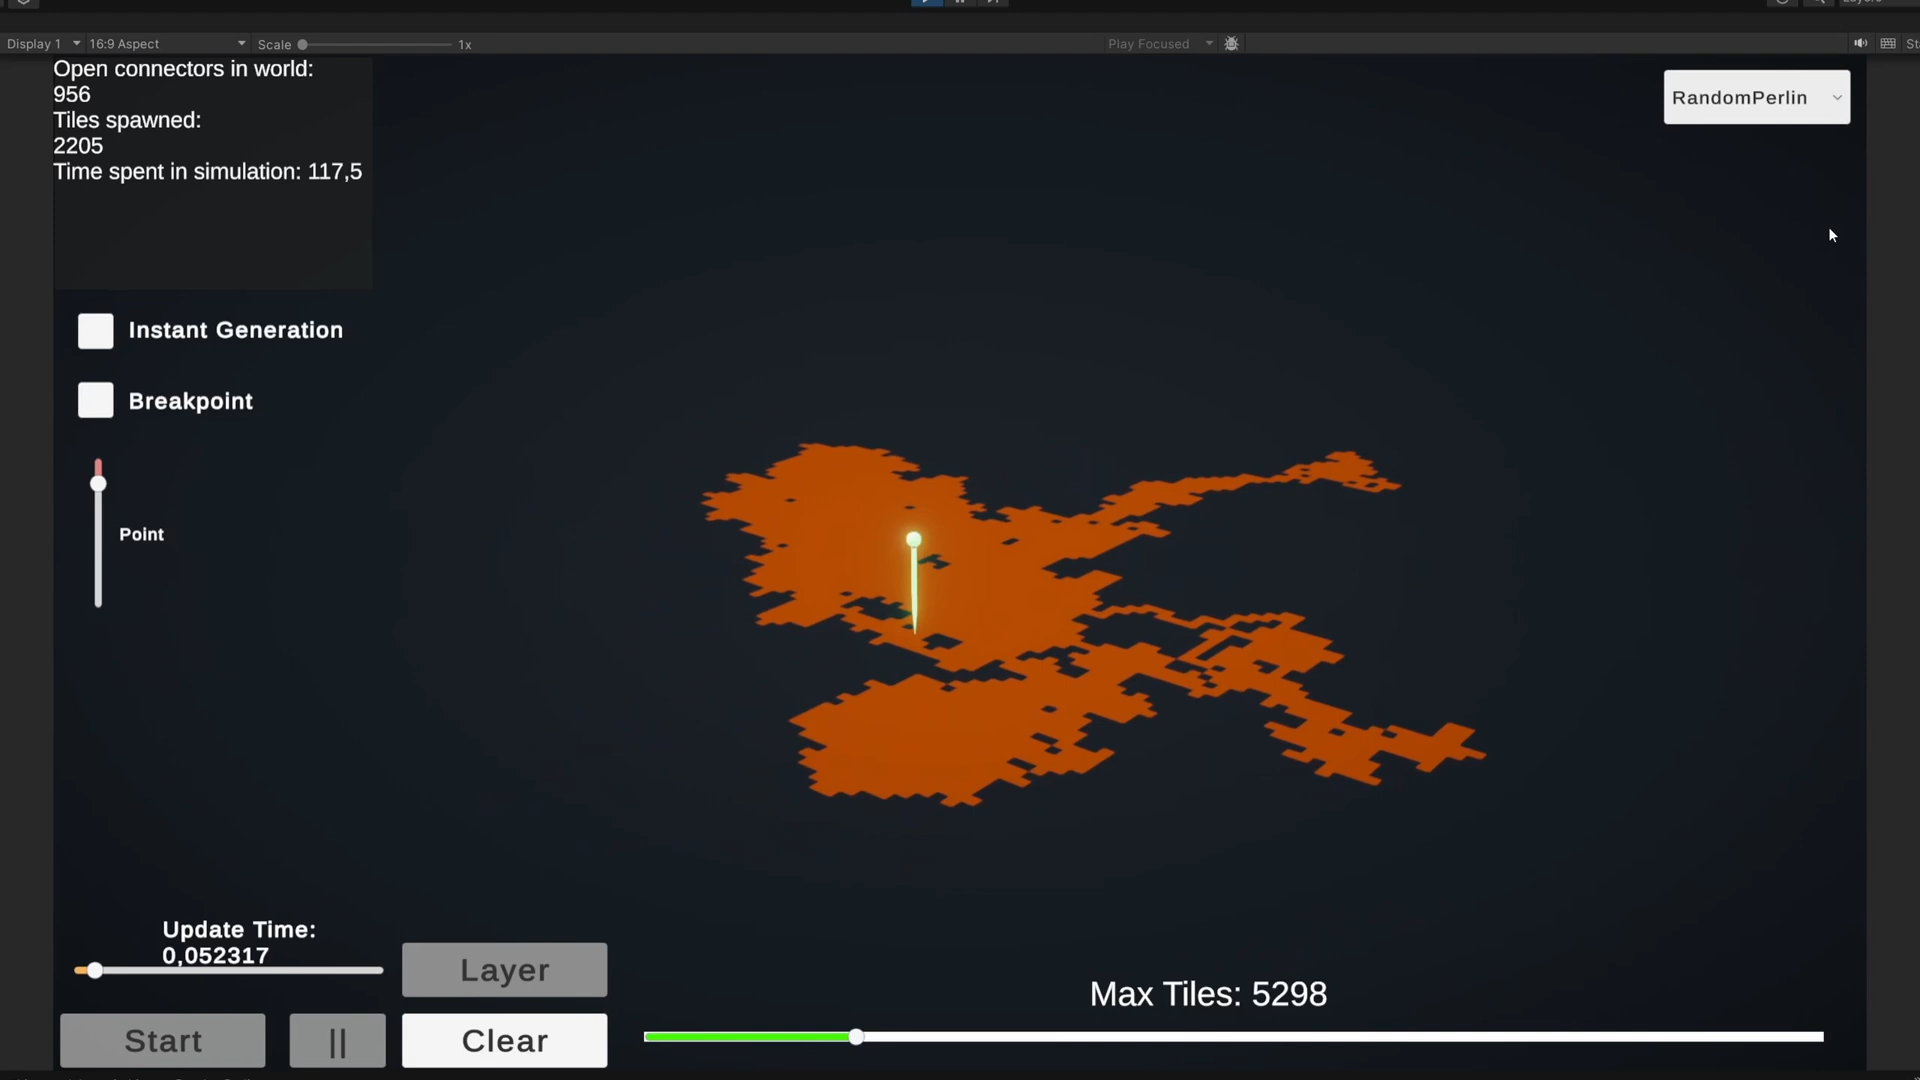 Display 1
16:9 Aspect
Scale
1x
Play Focused
Open connectors in world:
956
Tiles spawned:
2205
Time spent in simulation: 117,5
RandomPerlin
Instant Generation
Breakpoint
Point
Update Time:
0,052317
Layer
Max Tiles: 5298
Start
||
Clear